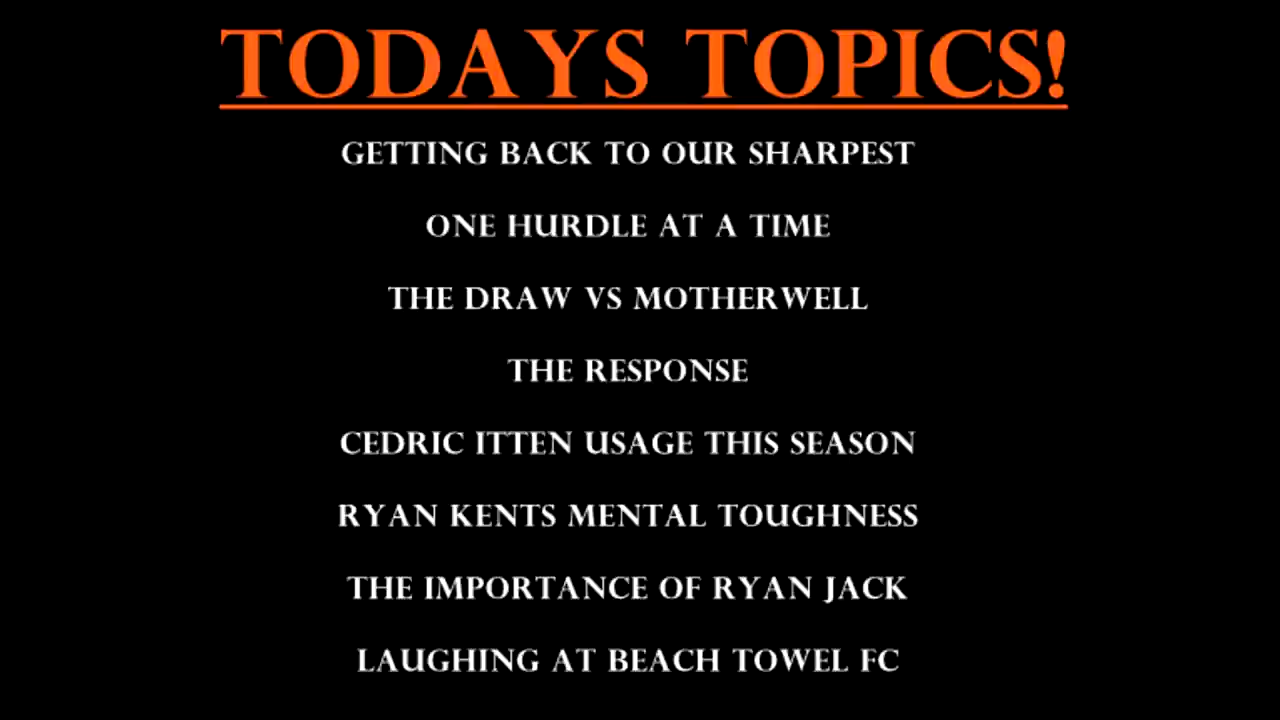 TODAYS TOPICS!
GETTING BACK TO OUR SHARPEST
ONE HURDLE AT A TIME
THE DRAW VS MOTHERWELL
THE RESPONSE
CEDRIC ITTEN USAGE THIS SEASON
RYAN KENTS MENTAL TOUGHNESS
THE IMPORTANCE OF RYAN JACK
LAUGHING AT BEACH TOWEL FC